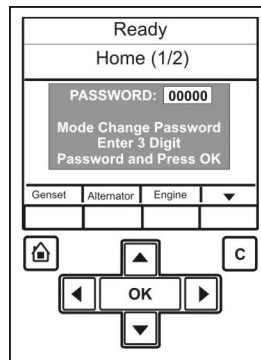 Ready
Home (1/2)
PASSWORD: 00000
Mode Change Password
Enter 3 Digit
Password and Press OK
Genset Alternator Engine
C
OK